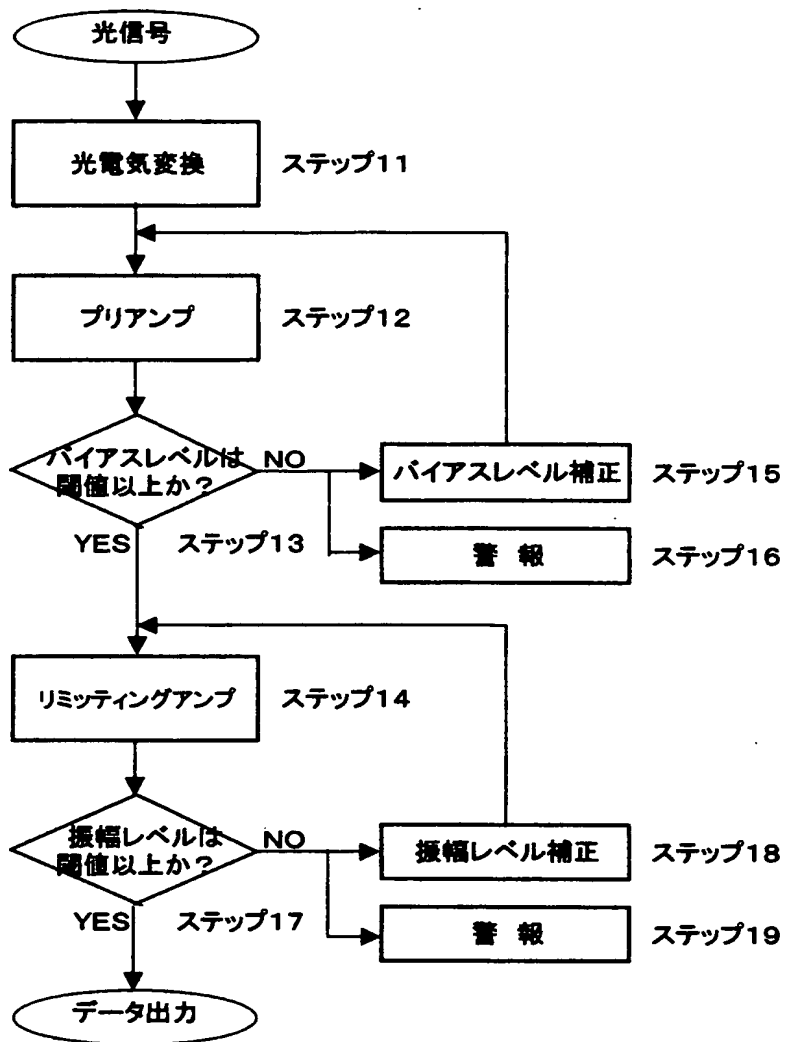 光信号
光電気変換
ステップ11
プリアンプ
ステップ12
バイアスレベルは
閾値以上か?
NO
バイアスレベル補正
ステップ15
YES
ステップ13
警 報
ステップ16
リミッティングアンプ
ステップ14
振幅レベルは
閾値以上か?
NO
振幅レベル補正
ステップ18
YES
ステップ17
警 報
ステップ19
データ出力